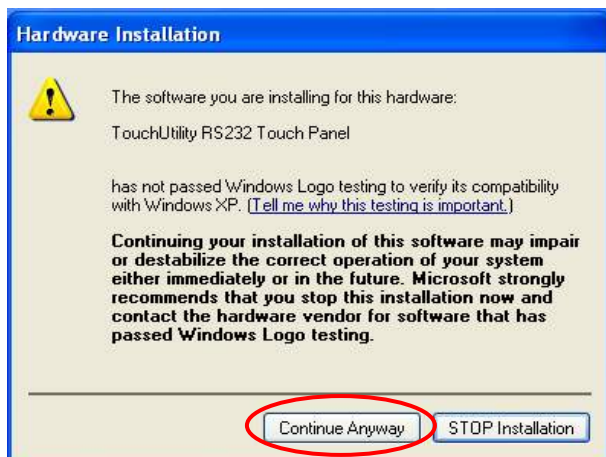 Hardware Installation
The software you are installing for this hardware:
TouchUtility RS232 Touch Panel
has not passed Windows Logo testing to verify its compatibility
with Windows XP. (Tell me why this testing is important.)
Continuing your installation of this software may impair
or destabilize the correct operation of your system
either immediately or in the future. Microsoft strongly
recommends that you stop this installation now and
contact the hardware vendor for software that has
passed Windows Logo testing.
Continue Anyway STOP Installation